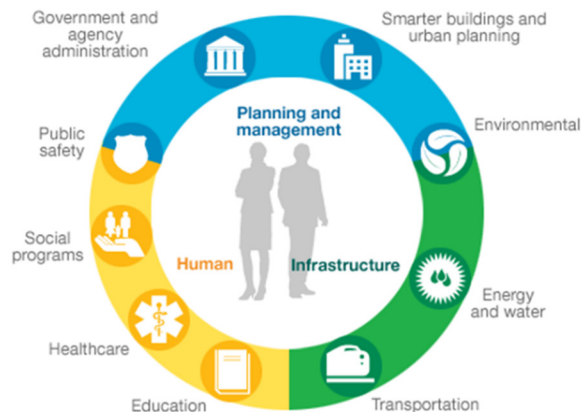 Government and
agency
administration
Smarter buildings and
urban planning
Planning and
management
Public
safety
Environmental
Social
programs
Human
Infrastructure
Energy
and water
Healthcare
Education
Transportation